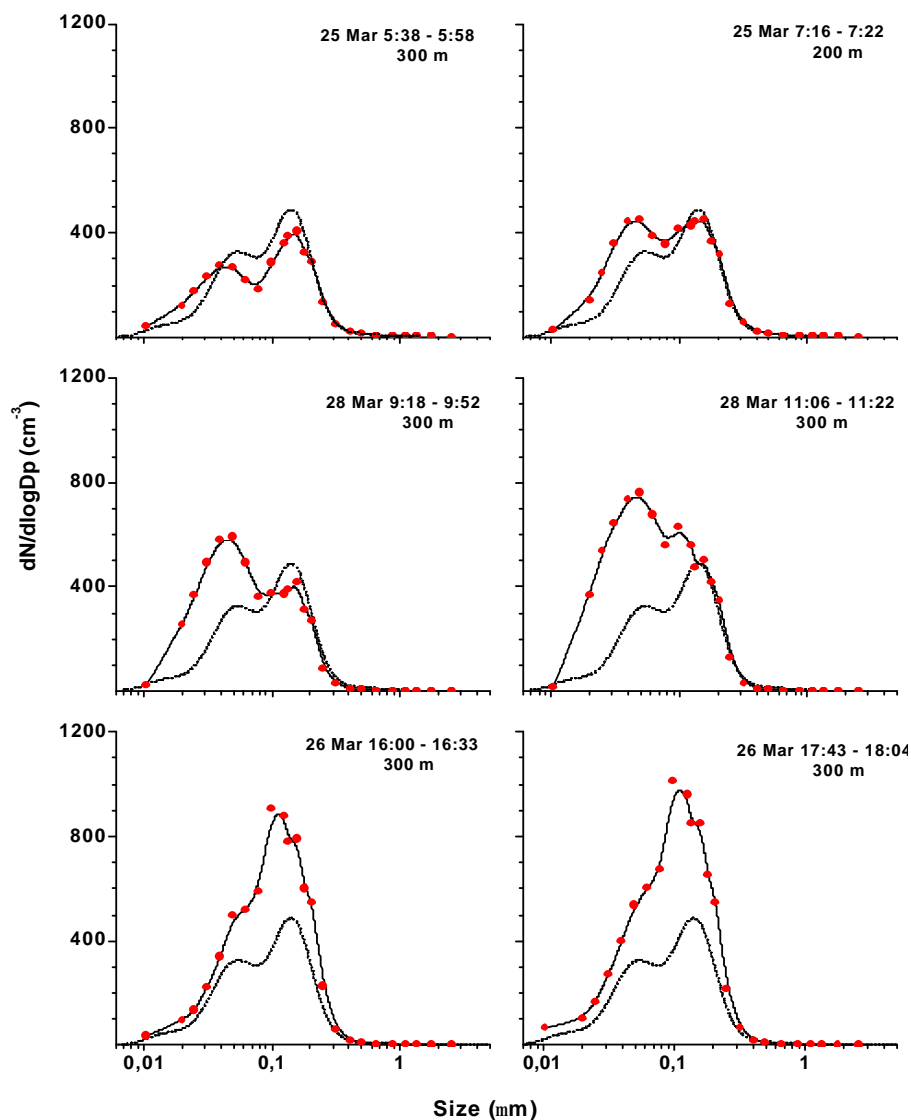 1200
800
400
25 Mar 5:38 - 5:58
300 m
25 Mar 7:16 - 7:22
200 m
dN/dlogDp (cm⁻³)
1200
800
400
28 Mar 9:18 - 9:52
300 m
28 Mar 11:06 - 11:22
300 m
1200
800
400
26 Mar 16:00 - 16:33
300 m
26 Mar 17:43 - 18:04
300 m
0,01 0,1 1
0,01 0,1 1
Size (mm)